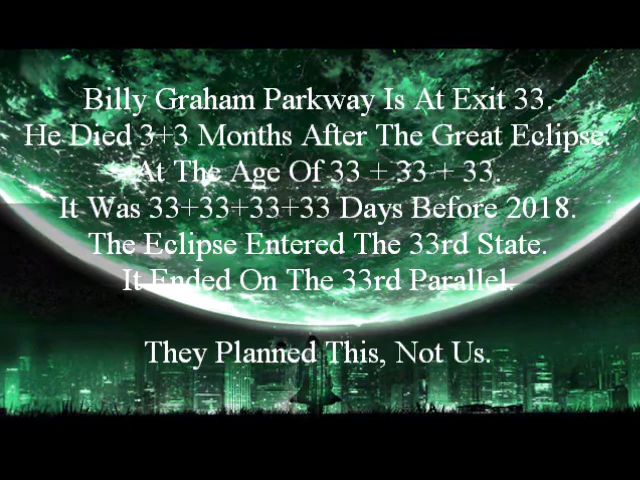 Billy Graham Parkway Is At Exit 33.
He Died 3+3 Months After The Great Eclipse.
At The Age Of 33 + 33 + 33.
It Was 33+33+33+33 Days Before 2018.
The Eclipse Entered The 33rd State.
It Ended On The 33rd Parallel.
They Planned This, Not Us.